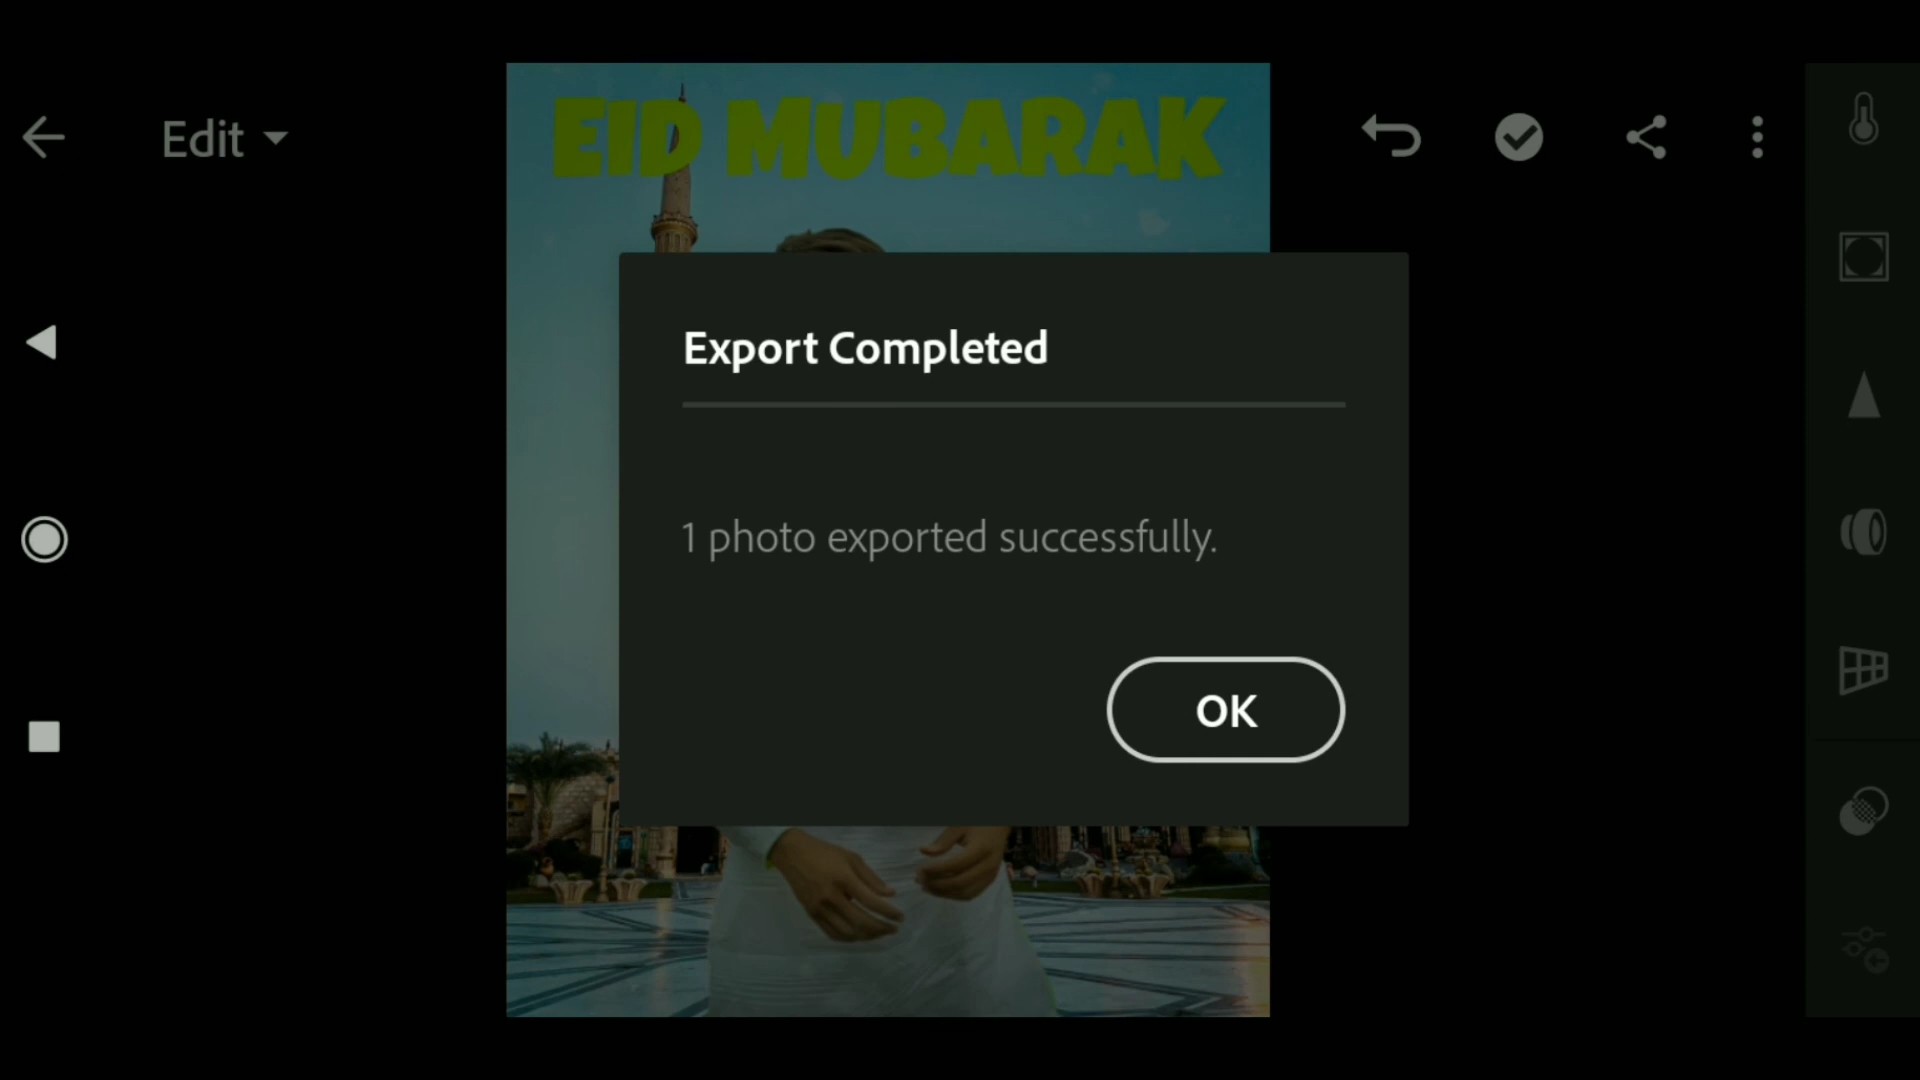 Edit
EID MUBARAK
Export Completed
1 photo exported successfully.
OK